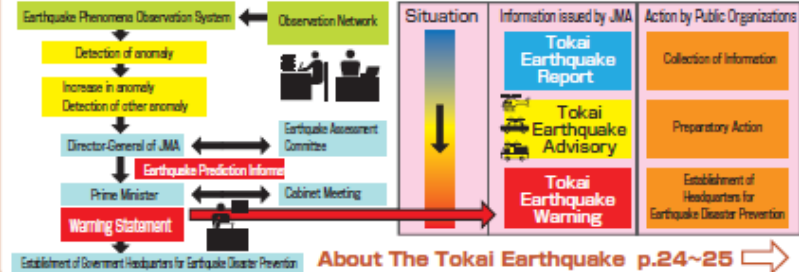 Earthquake Phenomena Observation System
Observation Network
Detection of anomaly
Increase in anomaly
Detection of other anomaly
Director-General of JMA
Earthquake Assessment
Committee
Earthquake Prediction Informa
Prime Minister
Cabinet Meeting
Warning Statement
Establishment of Government Headquarters for Earthquake Disaster Prevention
Situation
Information issued by JMA
Action by Public Organizations
Tokai
Earthquake
Report
Collection of Information
Tokai
Earthquake
Advisory
Preparatory Action
Tokai
Earthquake
Warning
Establishment of
Headquarters for
Earthquake Disaster Prevention
About The Tokai Earthquake p.24~25